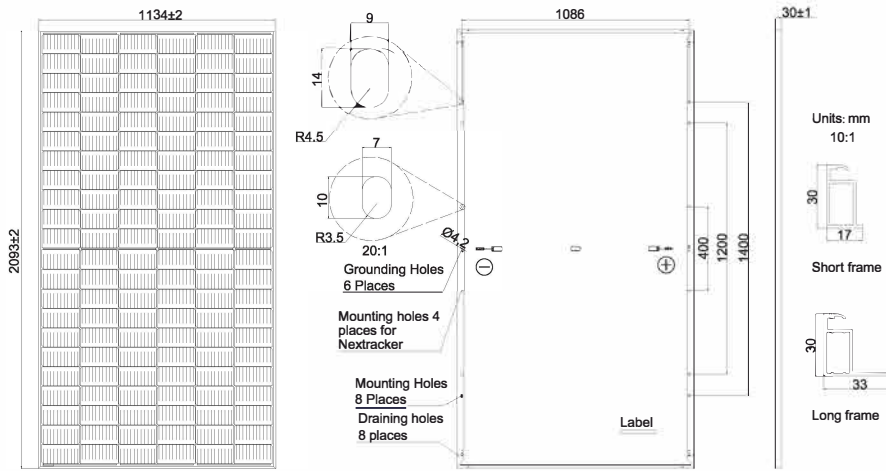 1134±2
2093±2
9
14
R4.5
7
10
R3.5
20:1
Ø4,2
Grounding Holes
6 Places
Mounting holes 4
places for
Nextracker
Mounting Holes
8 Places
Draining holes
8 places
1086
400
1200
1400
Label
30±1
Units: mm
10:1
30
17
Short frame
30
33
Long frame